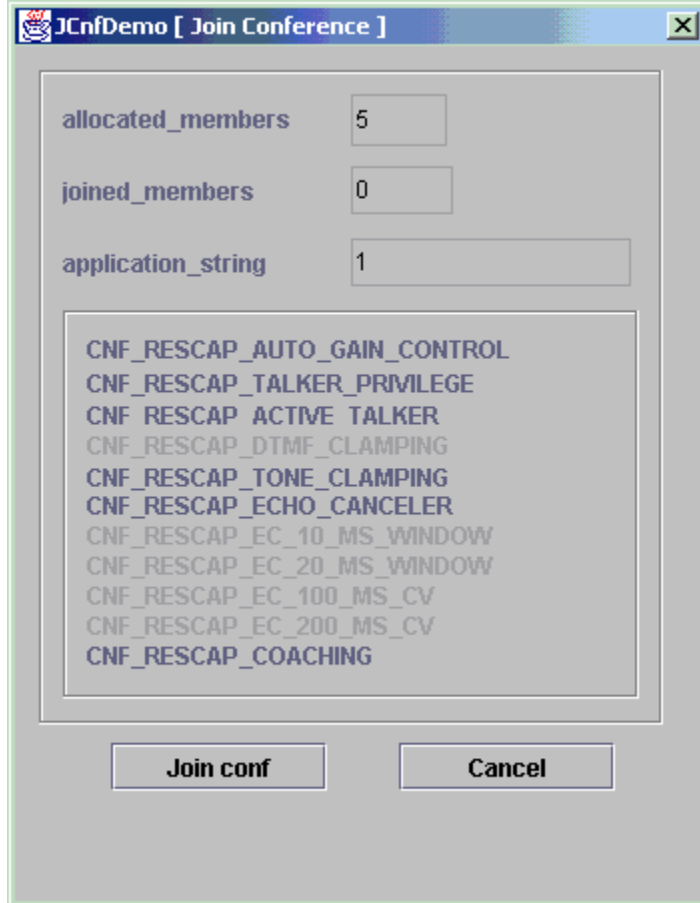 JCnfDemo [ Join Conference ]
allocated_members 5
joined_members 0
application_string 1
CNF_RESCAP_AUTO_GAIN_CONTROL
CNF_RESCAP_TALKER_PRIVILEGE
CNF_RESCAP_ACTIVE_TALKER
CNF_RESCAP_DTMF_CLAMPING
CNF_RESCAP_TONE_CLAMPING
CNF_RESCAP_ECHO_CANCELER
CNF_RESCAP_EC_10_MS_WINDOW
CNF_RESCAP_EC_20_MS_WINDOW
CNF_RESCAP_EC_100_MS_CV
CNF_RESCAP_EC_200_MS_CV
CNF_RESCAP_COACHING
Join conf Cancel